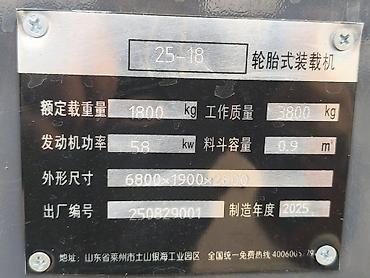 25-18 轮胎式装载机
额定载重量 1800 kg 工作质量 3800 kg
发动机功率 58 kw 料斗容量 0.9 m³
外形尺寸 6800×1900×
出厂编号 250829001 制造年度 2025
地址: 山东省莱州市土山银海工业园区 全国统一免费热线